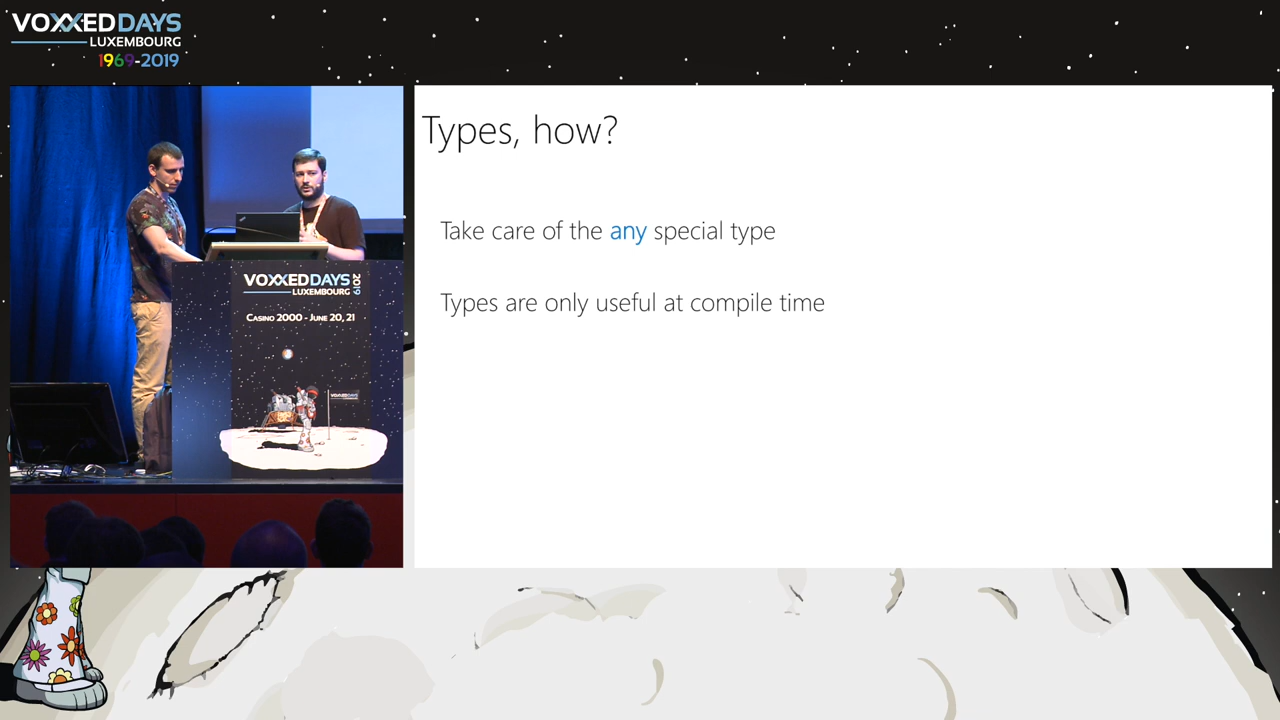 VOXXEDDAYS
LUXEMBOURG
1969-2019
Types, how?
Take care of the any special type
Types are only useful at compile time
VOXXEDDAYS
LUXEMBOURG
2019
CASINO 2000 - JUNE 20, 21
VOXXEDDAYS